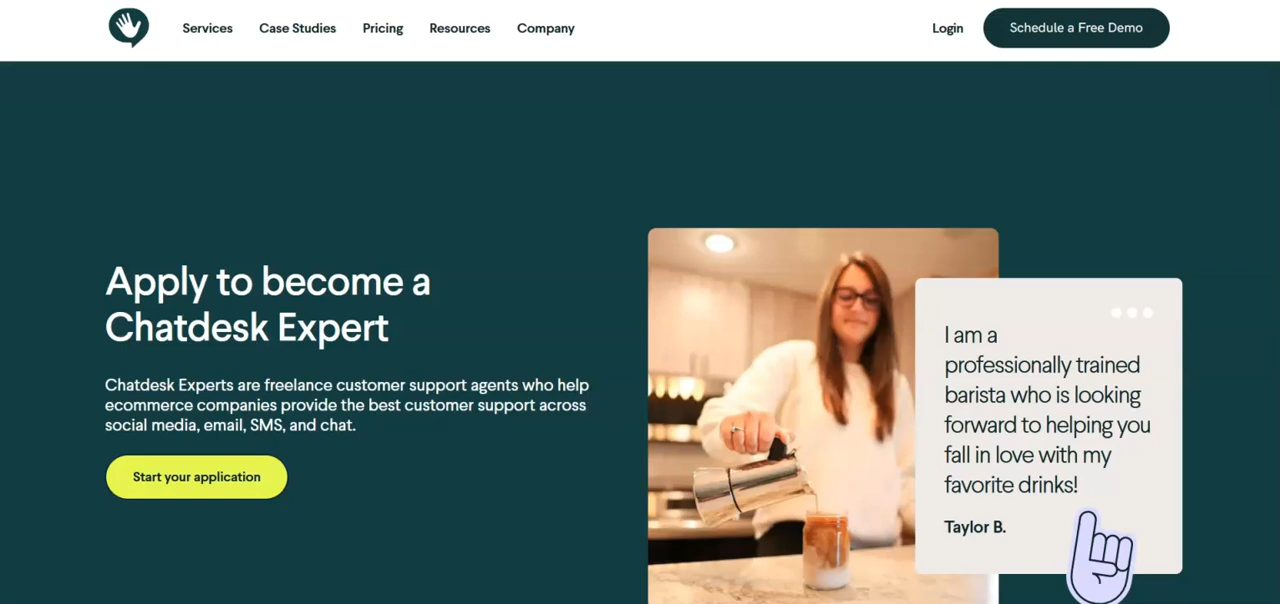 Services Case Studies Pricing Resources Company Login Schedule a Free Demo
Apply to become a
Chatdesk Expert
Chatdesk Experts are freelance customer support agents who help
ecommerce companies provide the best customer support across
social media, email, SMS, and chat.
Start your application
I am a
professionally trained
barista who is looking
forward to helping you
fall in love with my
favorite drinks!
Taylor B.